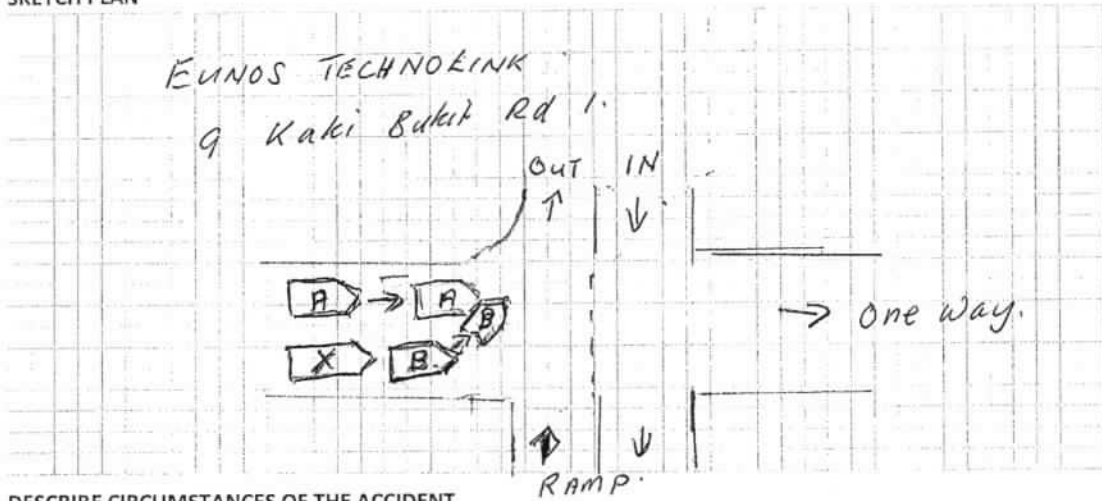 SKETCH PLAN
EUNOS TECHNOLINK
9 Kaki Bukit Rd 1.
OUT IN
A A
B
X B
One way.
RAMP.
DESCRIBE CIRCUMSTANCES OF THE ACCIDENT